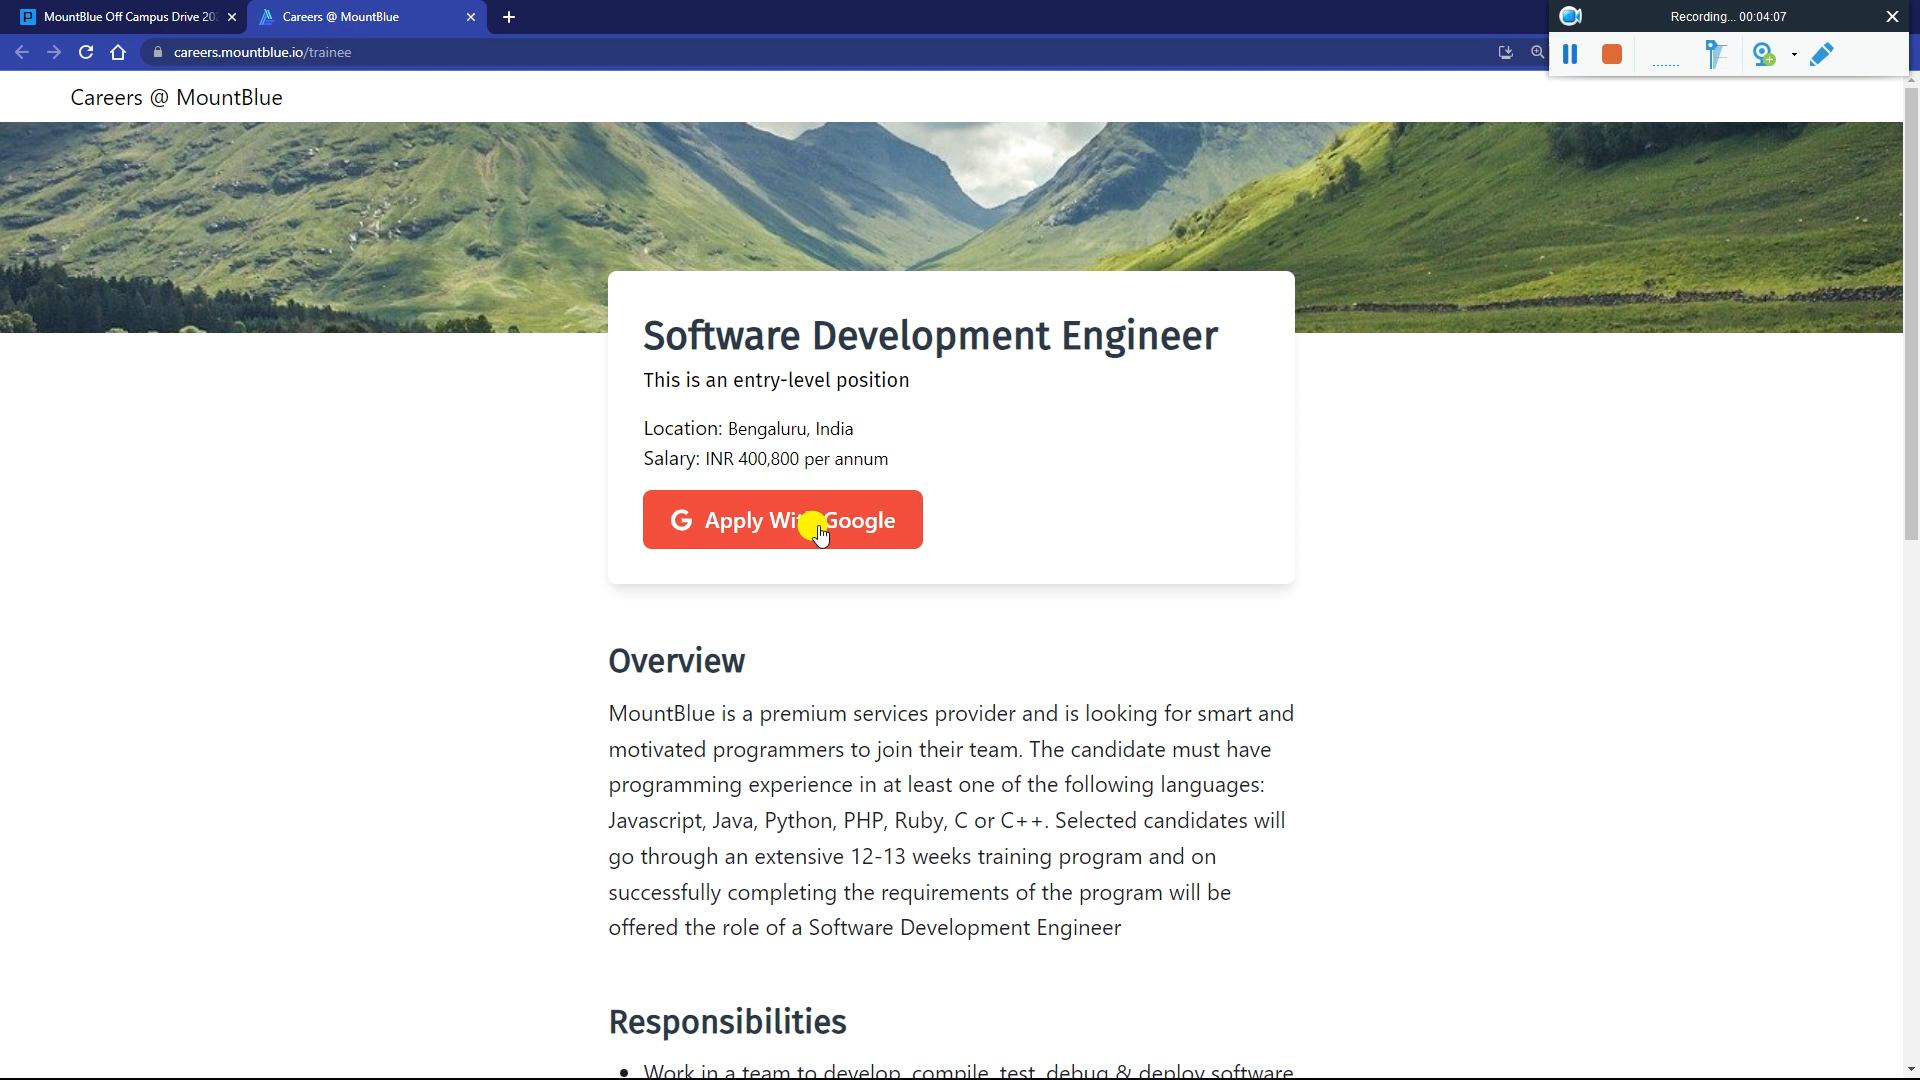 MountBlue Off Campus Drive 202
Careers @ MountBlue
Recording... 00:04:07
careers.mountblue.io/trainee
Careers @ MountBlue
Software Development Engineer
This is an entry-level position
Location: Bengaluru, India
Salary: INR 400,800 per annum
G Apply With Google
Overview
MountBlue is a premium services provider and is looking for smart and
motivated programmers to join their team. The candidate must have
programming experience in at least one of the following languages:
Javascript, Java, Python, PHP, Ruby, C or C++. Selected candidates will
go through an extensive 12-13 weeks training program and on
successfully completing the requirements of the program will be
offered the role of a Software Development Engineer
Responsibilities
• Work in a team to develop, compile, test, debug & deploy software